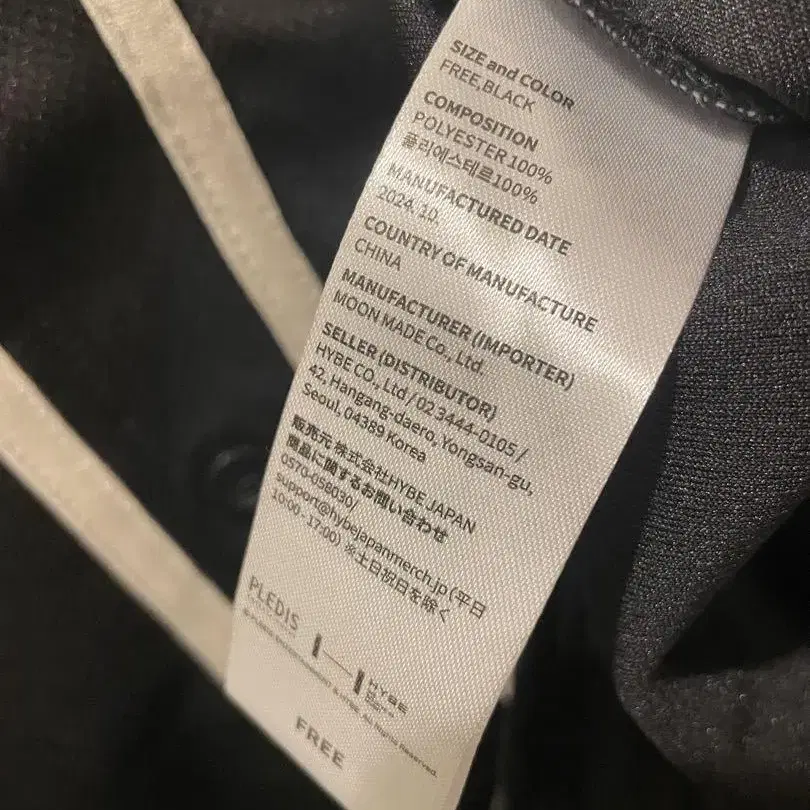 SIZE and COLOR
FREE,BLACK
COMPOSITION
POLYESTER 100%
폴리에스테르100%
MANUFACTURED DATE
2024. 10.
COUNTRY OF MANUFACTURE
CHINA
MANUFACTURER (IMPORTER)
MOON MADE Co., Ltd.
SELLER (DISTRIBUTOR)
HYBE CO., Ltd / 02 3444-0105 /
42, Hangang-daero, Yongsan-gu,
Seoul, 04389 Korea
販売元 株式会社HYBE JAPAN
商品に関するお問い合わせ
0570-058030/
support@hybejapanmerch.jp (平日
10:00 - 17:00) ※土日祝日を除く
PLEDIS
HYBE
All Rights Reserved.
FREE